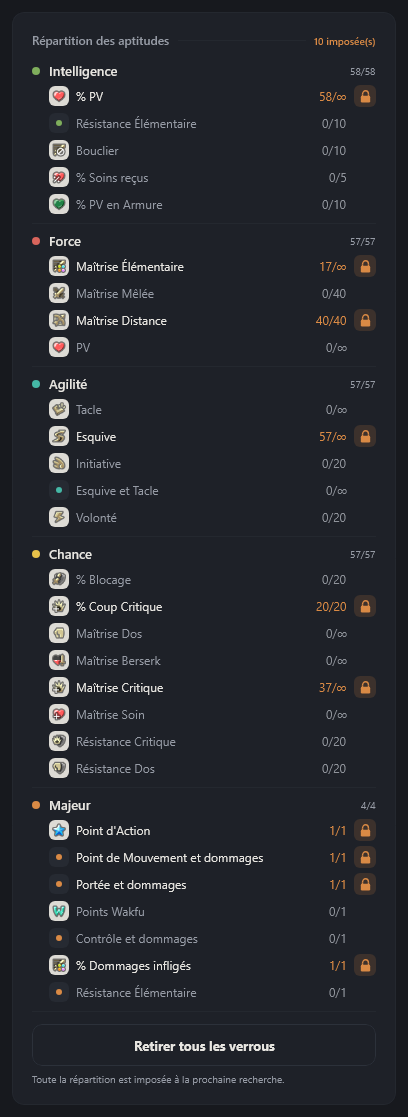 Répartition des aptitudes 10 imposée(s)
Intelligence 58/58
% PV 58/∞
Résistance Élémentaire 0/10
Bouclier 0/10
% Soins reçus 0/5
% PV en Armure 0/10
Force 57/57
Maîtrise Élémentaire 17/∞
Maîtrise Mêlée 0/40
Maîtrise Distance 40/40
PV 0/∞
Agilité 57/57
Tacle 0/∞
Esquive 57/∞
Initiative 0/20
Esquive et Tacle 0/∞
Volonté 0/20
Chance 57/57
% Blocage 0/20
% Coup Critique 20/20
Maîtrise Dos 0/∞
Maîtrise Berserk 0/∞
Maîtrise Critique 37/∞
Maîtrise Soin 0/∞
Résistance Critique 0/20
Résistance Dos 0/20
Majeur 4/4
Point d'Action 1/1
Point de Mouvement et dommages 1/1
Portée et dommages 1/1
Points Wakfu 0/1
Contrôle et dommages 0/1
% Dommages infligés 1/1
Résistance Élémentaire 0/1
Retirer tous les verrous
Toute la répartition est imposée à la prochaine recherche.